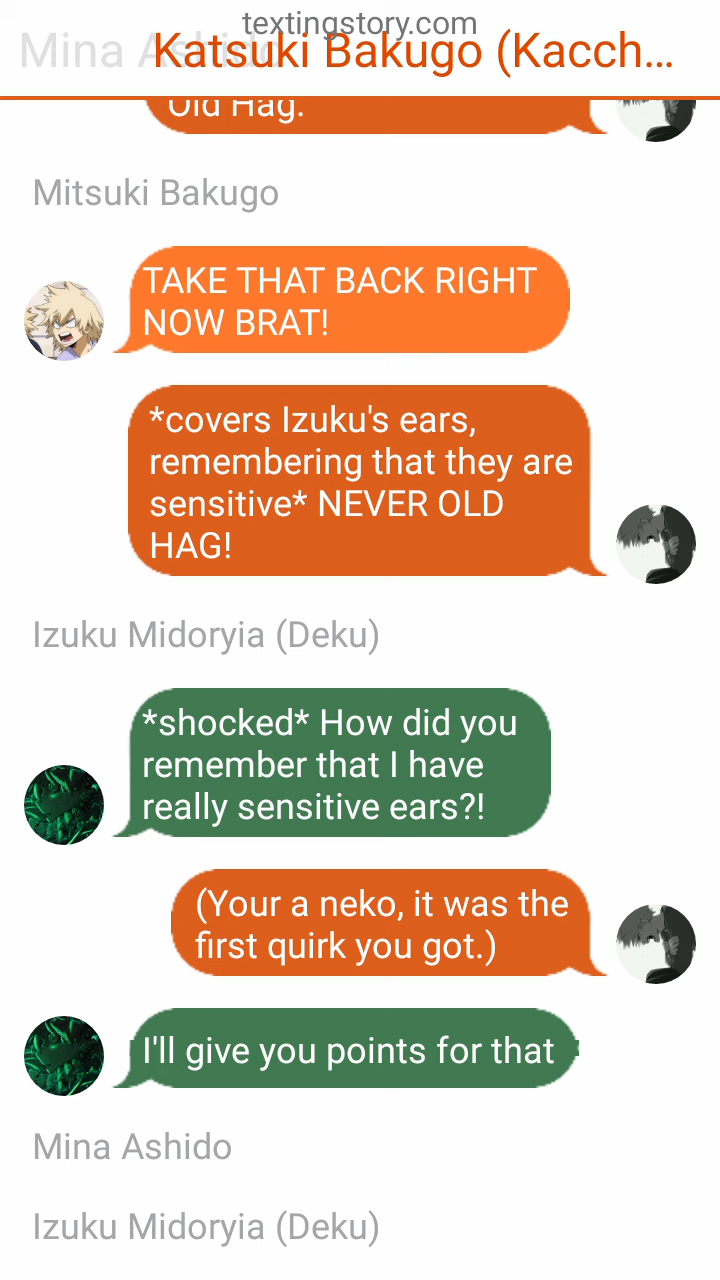 textingstory.com
Mina Ashido
Katsuki Bakugo (Kacch...
Old Hag.
Mitsuki Bakugo
TAKE THAT BACK RIGHT
NOW BRAT!
*covers Izuku's ears,
remembering that they are
sensitive* NEVER OLD
HAG!
Izuku Midoryia (Deku)
*shocked* How did you
remember that I have
really sensitive ears?!
(Your a neko, it was the
first quirk you got.)
I'll give you points for that
Mina Ashido
Izuku Midoryia (Deku)